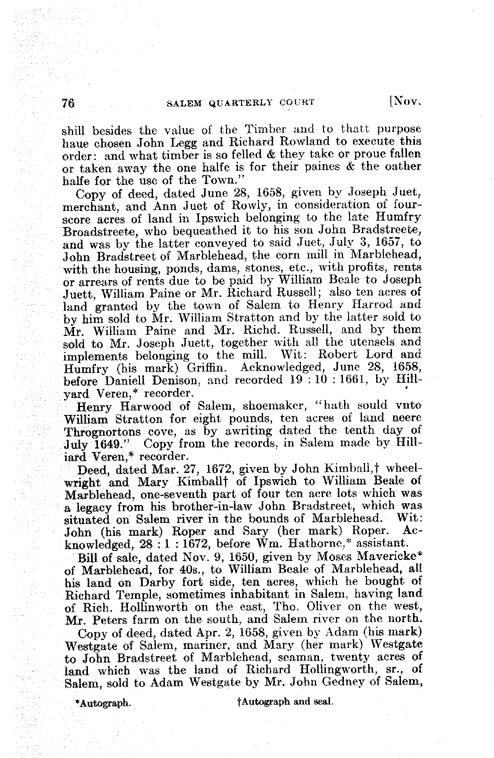 76 SALEM QUARTERLY COURT [Nov.
shill besides the value of the Timber and to thatt purpose
haue chosen John Legg and Richard Rowland to execute this
order: and what timber is so felled & they take or proue fallen
or taken away the one halfe is for their paines & the oather
halfe for the use of the Town."
Copy of deed, dated June 28, 1658, given by Joseph Juet,
merchant, and Ann Juet of Rowly, in consideration of four-
score acres of land in Ipswich belonging to the late Humfry
Broadstreete, who bequeathed it to his son John Bradstreete,
and was by the latter conveyed to said Juet, July 3, 1657, to
John Bradstreet of Marblehead, the corn mill in Marblehead,
with the housing, ponds, dams, stones, etc., with profits, rents
or arrears of rents due to be paid by William Beale to Joseph
Juett, William Paine or Mr. Richard Russell; also ten acres of
land granted by the town of Salem to Henry Harrod and
by him sold to Mr. William Stratton and by the latter sold to
Mr. William Paine and Mr. Richd. Russell, and by them
sold to Mr. Joseph Juett, together with all the utensels and
implements belonging to the mill. Wit: Robert Lord and
Humfry (his mark) Griffin. Acknowledged, June 28, 1658,
before Daniell Denison, and recorded 19 : 10 : 1661, by Hill-
yard Veren,* recorder.
Henry Harwood of Salem, shoemaker, "hath sould vnto
William Stratton for eight pounds, ten acres of land neere
Thrognortons cove, as by awriting dated the tenth day of
July 1649." Copy from the records, in Salem made by Hill-
iard Veren,* recorder.
Deed, dated Mar. 27, 1672, given by John Kimball,† wheel-
wright and Mary Kimball† of Ipswich to William Beale of
Marblehead, one-seventh part of four ten acre lots which was
a legacy from his brother-in-law John Bradstreet, which was
situated on Salem river in the bounds of Marblehead. Wit:
John (his mark) Roper and Sary (her mark) Roper. Ac-
knowledged, 28 : 1 : 1672, before Wm. Hathorne,* assistant.
Bill of sale, dated Nov. 9, 1650, given by Moses Mavericke*
of Marblehead, for 40s., to William Beale of Marblehead, all
his land on Darby fort side, ten acres, which he bought of
Richard Temple, sometimes inhabitant in Salem, having land
of Rich. Hollinworth on the east, Tho. Oliver on the west,
Mr. Peters farm on the south, and Salem river on the north.
Copy of deed, dated Apr. 2, 1658, given by Adam (his mark)
Westgate of Salem, mariner, and Mary (her mark) Westgate
to John Bradstreet of Marblehead, seaman, twenty acres of
land which was the land of Richard Hollingworth, sr., of
Salem, sold to Adam Westgate by Mr. John Gedney of Salem,
*Autograph. †Autograph and seal.